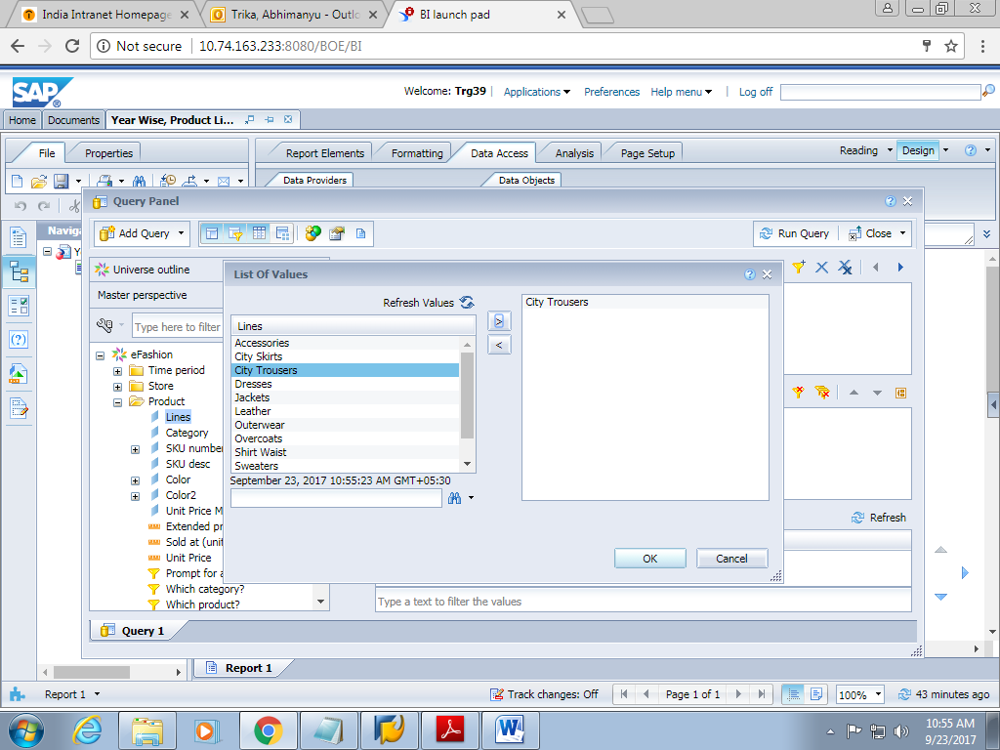 India Intranet Homepage
Trika, Abhimanyu - Outlo
BI launch pad
Not secure
10.74.163.233:8080/BOE/BI
SAP
Welcome: Trg39
Applications
Preferences
Help menu
Log off
Home
Documents
Year Wise, Product Li...
File
Properties
Report Elements
Formatting
Data Access
Analysis
Page Setup
Reading
Design
Data Providers
Data Objects
Query Panel
Add Query
Run Query
Close
Universe outline
Master perspective
Type here to filter
eFashion
Time period
Store
Product
Lines
Category
SKU number
SKU desc
Color
Color2
Unit Price M
Extended pr
Sold at (unit
Unit Price
Prompt for a
Which category?
Which product?
List Of Values
Refresh Values
Lines
Accessories
City Skirts
City Trousers
Dresses
Jackets
Leather
Outerwear
Overcoats
Shirt Waist
Sweaters
September 23, 2017 10:55:23 AM GMT+05:30
>
<
City Trousers
OK
Cancel
Refresh
Type a text to filter the values
Query 1
Report 1
Report 1
Track changes: Off
Page 1 of 1
100%
43 minutes ago
10:55 AM
9/23/2017